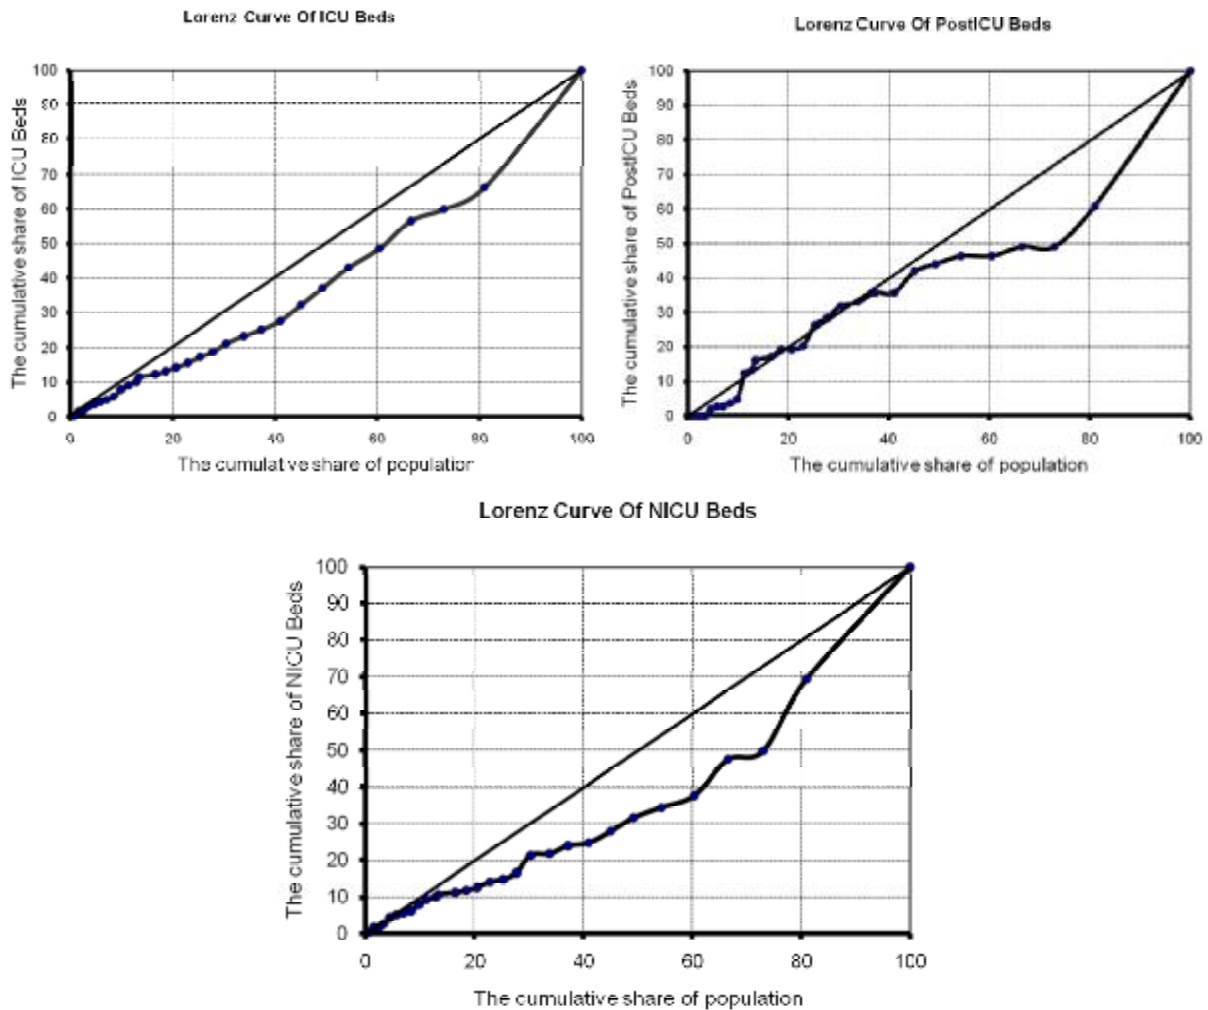 Lorenz Curve Of ICU Beds
The cumulative share of ICU Beds
100
90
80
70
60
50
40
30
20
10
0
0 20 40 60 80 100
The cumulative share of population
Lorenz Curve Of PostICU Beds
The cumulative share of PostICU Beds
100
90
80
70
60
50
40
30
20
10
0
0 20 40 60 80 100
The cumulative share of population
Lorenz Curve Of NICU Beds
The cumulative share of NICU Beds
100
90
80
70
60
50
40
30
20
10
0
0 20 40 60 80 100
The cumulative share of population